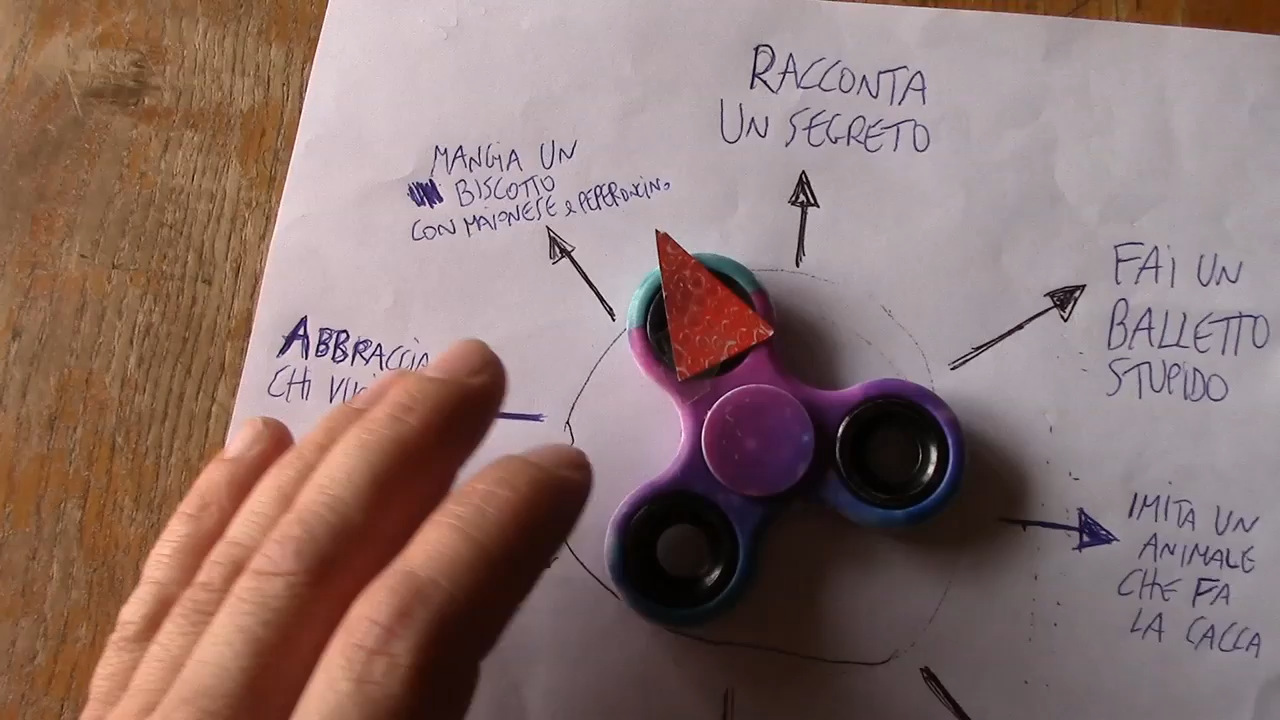 RACCONTA
UN SEGRETO
MANGIA UN
BISCOTTO
CON MAIONESE & PEPERONCINO
FAI UN
BALLETTO
STUPIDO
ABBRACCIA
CHI
IMITA UN
ANIMALE
CHE FA
LA CACCA